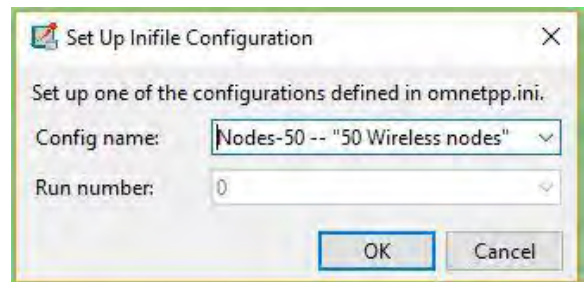 Set Up Inifile Configuration
Set up one of the configurations defined in omnetpp.ini.
Config name: Nodes-50 -- "50 Wireless nodes"
Run number: 0
OK Cancel